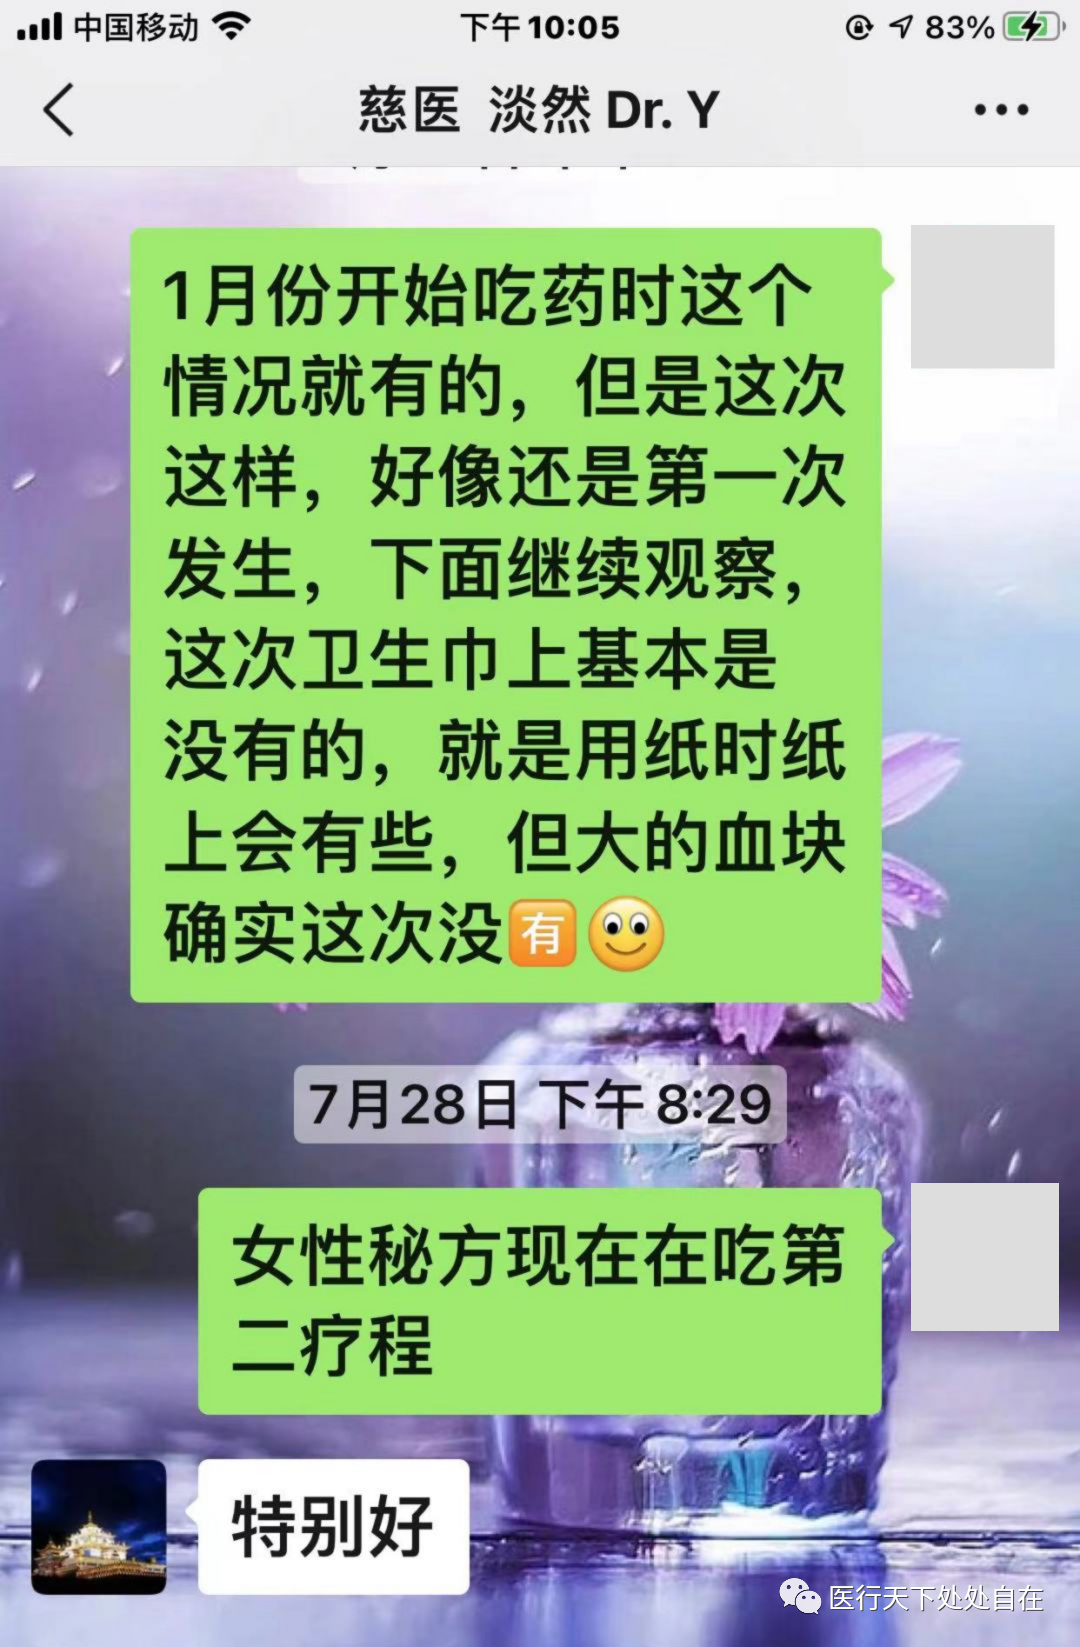 中国移动
下午10:05
83%
慈医 淡然 Dr. Y
1月份开始吃药时这个
情况就有的，但是这次
这样，好像还是第一次
发生，下面继续观察，
这次卫生巾上基本是
没有的，就是用纸时纸
上会有些，但大的血块
确实这次没🈶🙂
7月28日 下午 8:29
女性秘方现在在吃第
二疗程
特别好
医行天下处处自在